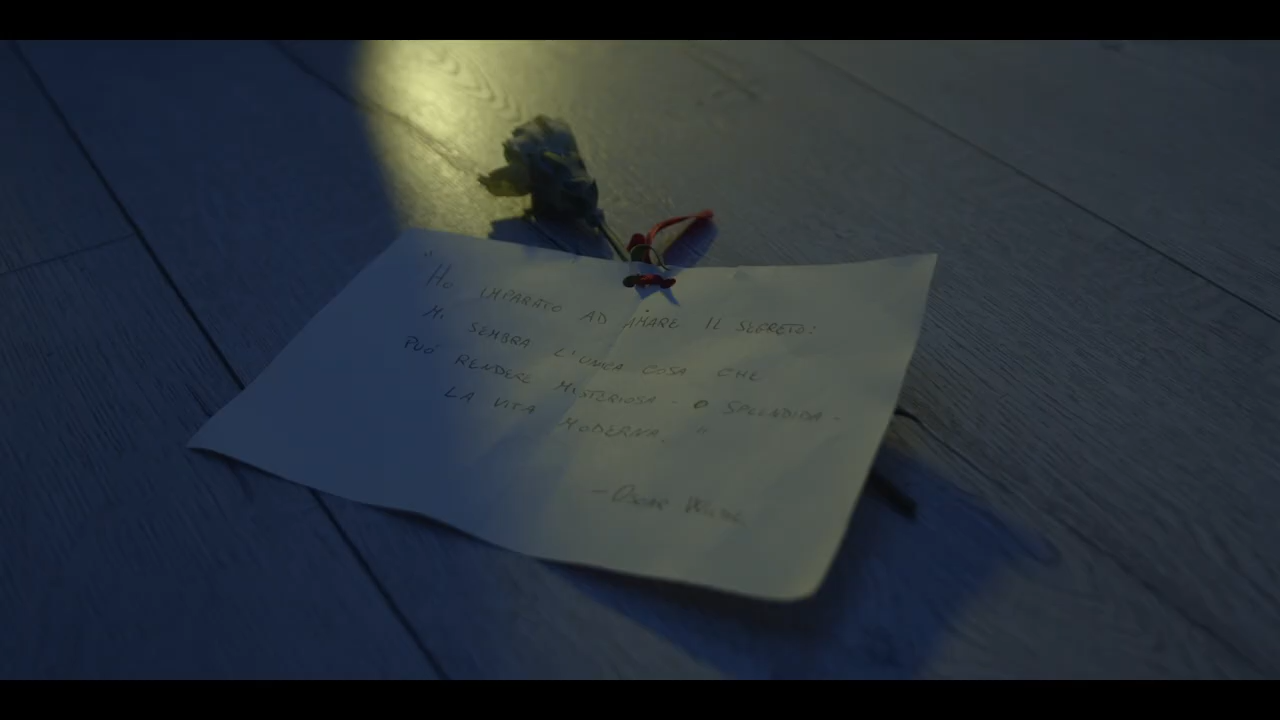 "HO IMPARATO AD AMARE IL SEGRETO:
MI SEMBRA L'UNICA COSA CHE
PUÓ RENDERE MISTERIOSA - O SPLENDIDA -
LA VITA MODERNA."
- OSCAR WILDE